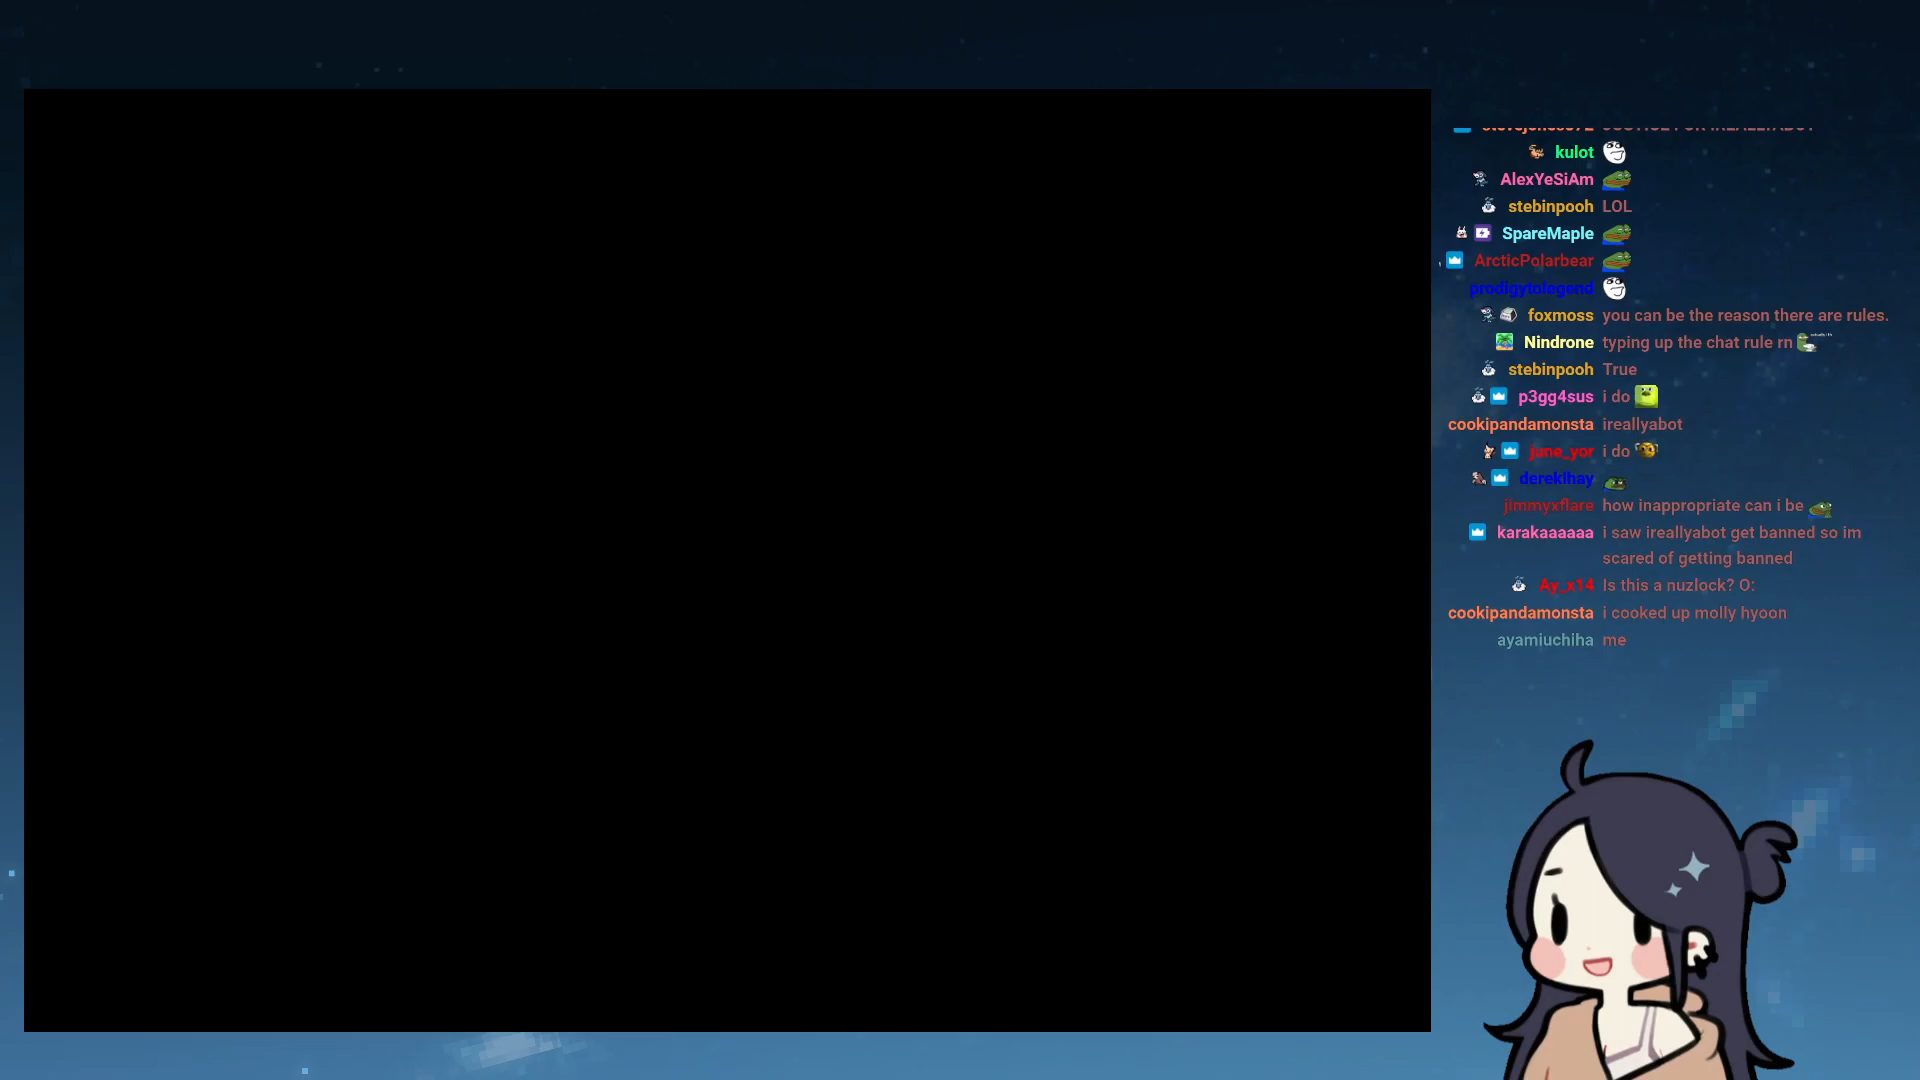 kulot
AlexYeSiAm
stebinpooh LOL
SpareMaple
ArcticPolarbear
prodigytolegend
foxmoss you can be the reason there are rules.
Nindrone typing up the chat rule rn
stebinpooh True
p3gg4sus i do
cookipandamonsta ireallyabot
june_yor i do
dereklhay
jimmyxflare how inappropriate can i be
karakaaaaaa i saw ireallyabot get banned so im
scared of getting banned
Ay_x14 Is this a nuzlock? O:
cookipandamonsta i cooked up molly hyoon
ayamiuchiha me